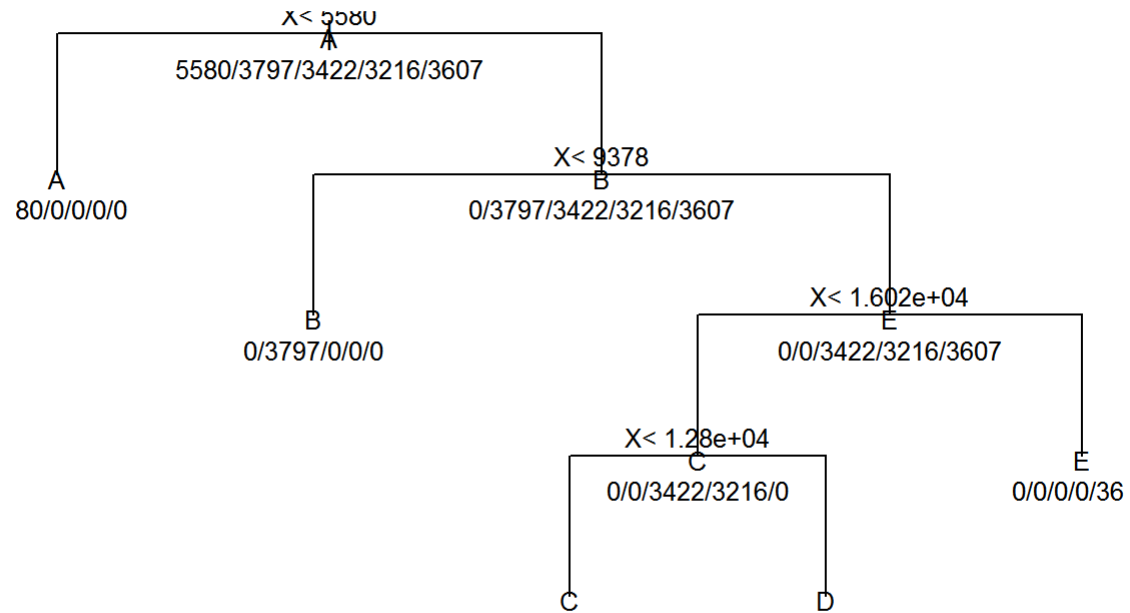 X< 5580
A
5580/3797/3422/3216/3607
X< 9378
A
B
80/0/0/0/0
0/3797/3422/3216/3607
X< 1.602e+04
B
E
0/3797/0/0/0
0/0/3422/3216/3607
X< 1.28e+04
C
E
0/0/3422/3216/0
0/0/0/0/36
C
D